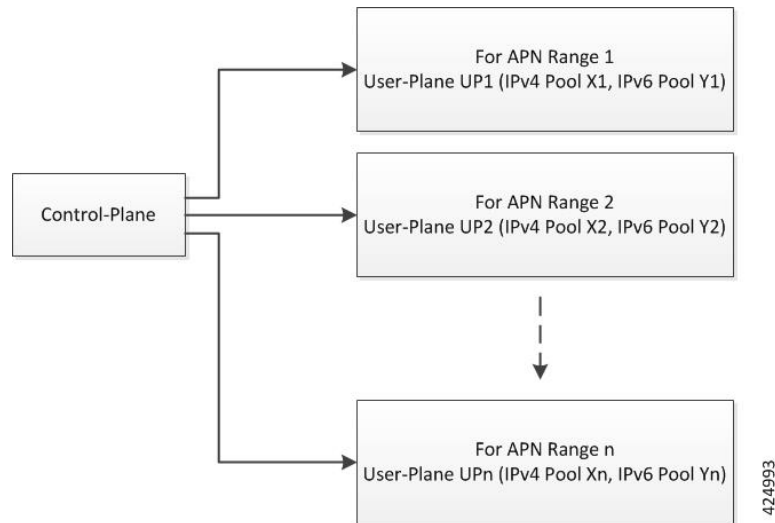 For APN Range 1
User-Plane UP1 (IPv4 Pool X1, IPv6 Pool Y1)
Control-Plane
For APN Range 2
User-Plane UP2 (IPv4 Pool X2, IPv6 Pool Y2)
For APN Range n
User-Plane UPn (IPv4 Pool Xn, IPv6 Pool Yn)
424993